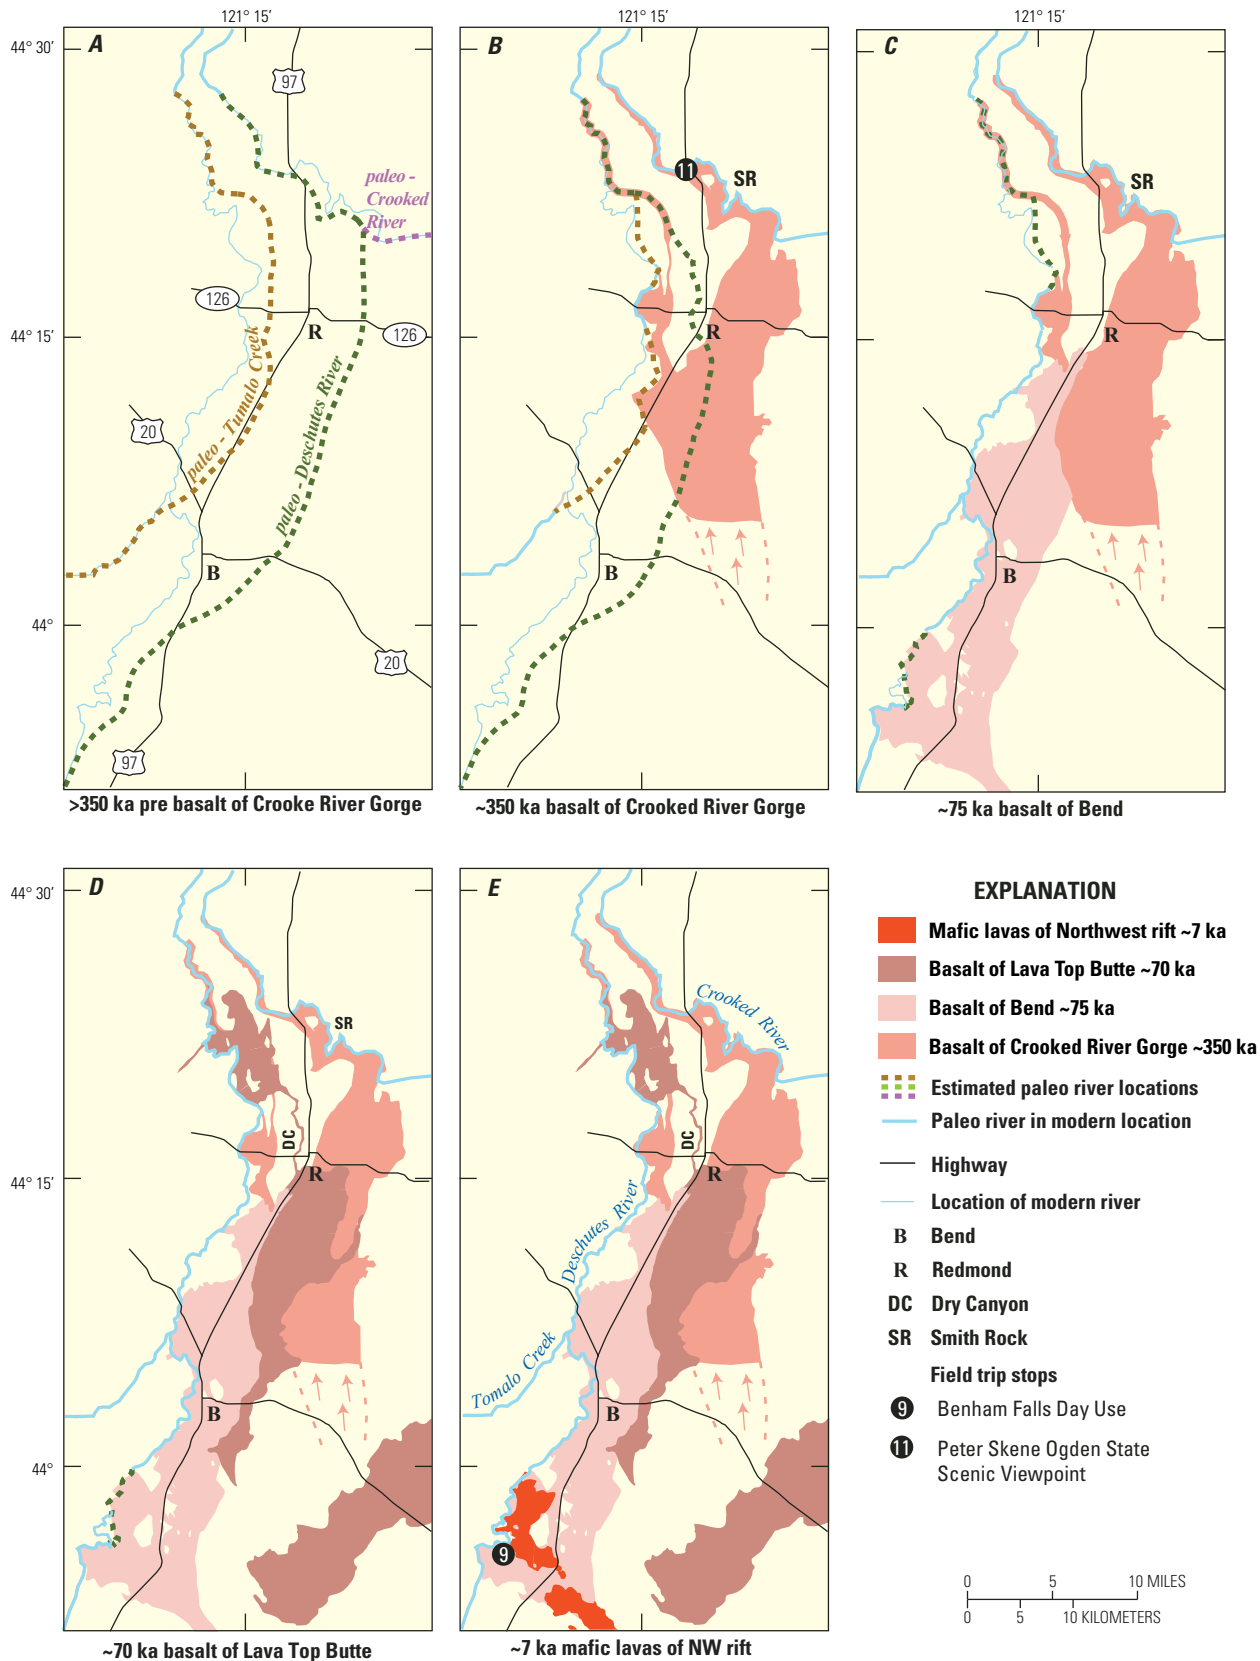 121° 15′
121° 15′
121° 15′
44° 30′
A
97
paleo -
Crooked
River
126
R
126
44° 15′
paleo - Tumalo Creek
paleo - Deschutes River
20
B
44°
20
97
>350 ka pre basalt of Crooke River Gorge
B
11
SR
R
B
~350 ka basalt of Crooked River Gorge
C
SR
R
B
~75 ka basalt of Bend
44° 30′
D
SR
DC
R
44° 15′
B
44°
~70 ka basalt of Lava Top Butte
E
Crooked River
DC
R
Deschutes River
Tomalo Creek
B
9
~7 ka mafic lavas of NW rift
EXPLANATION
Mafic lavas of Northwest rift ~7 ka
Basalt of Lava Top Butte ~70 ka
Basalt of Bend ~75 ka
Basalt of Crooked River Gorge ~350 ka
Estimated paleo river locations
Paleo river in modern location
Highway
Location of modern river
B Bend
R Redmond
DC Dry Canyon
SR Smith Rock
Field trip stops
9 Benham Falls Day Use
11 Peter Skene Ogden State
Scenic Viewpoint
0 5 10 MILES
0 5 10 KILOMETERS